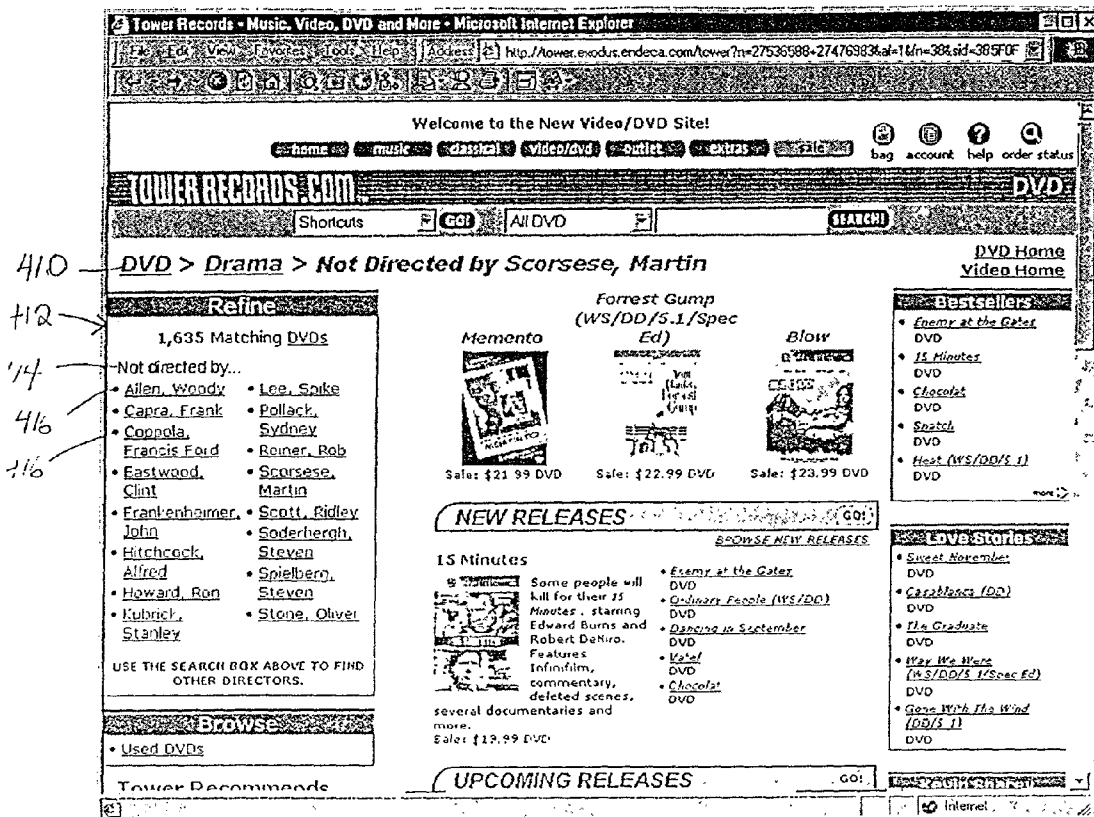 Tower Records • Music, Video, DVD and More • Microsoft Internet Explorer
File Edit View Favorites Tools Help Address http://tower.exodus.endeca.com/tower?n=27536588+27476983&al=1&
Welcome to the New Video/DVD Site!
home music classical video/dvd outlet extras sale
bag account help order status
TOWER RECORDS.COM
DVD
Shortcuts GO! All DVD SEARCH!
410
DVD > Drama > Not Directed by Scorsese, Martin
DVD Home
Video Home
412
Refine
1,635 Matching DVDs
Not directed by...
416
• Allen, Woody
• Capra, Frank
• Coppola,
Francis Ford
• Eastwood,
Clint
• Frankenheimer,
John
• Hitchcock,
Alfred
• Howard, Ron
• Kubrick,
Stanley
• Lee, Spike
• Pollack,
Sydney
• Reiner, Rob
• Scorsese,
Martin
• Scott, Ridley
• Soderbergh,
Steven
• Spielberg,
Steven
• Stone, Oliver
USE THE SEARCH BOX ABOVE TO FIND
OTHER DIRECTORS.
Browse
• Used DVDs
Tower Recommends
Memento
Sale: $21.99 DVD
Forrest Gump
(WS/DD/5.1/Spec
Ed)
Sale: $22.99 DVD
Blow
Sale: $23.99 DVD
NEW RELEASES GO!
BROWSE NEW RELEASES
15 Minutes
Some people will
kill for their 15
Minutes, starring
Edward Burns and
Robert DeNiro.
Features
Infinifilm,
commentary,
deleted scenes,
several documentaries and
more.
Sale: $19.99 DVD
• Enemy at the Gates
DVD
• Ordinary People (WS/DD)
DVD
• Dancing in September
DVD
• Vatel
DVD
• Chocolat
DVD
UPCOMING RELEASES GO!
Bestsellers
• Enemy at the Gates
DVD
• 15 Minutes
DVD
• Chocolat
DVD
• Snatch
DVD
• Heat (WS/DD/5.1)
DVD
more
Love Stories
• Sweet November
DVD
• Casablanca (DD)
DVD
• The Graduate
DVD
• Way We Were
(WS/DD/5.1/Spec Ed)
DVD
• Gone With The Wind
(DD/5.1)
DVD
Internet